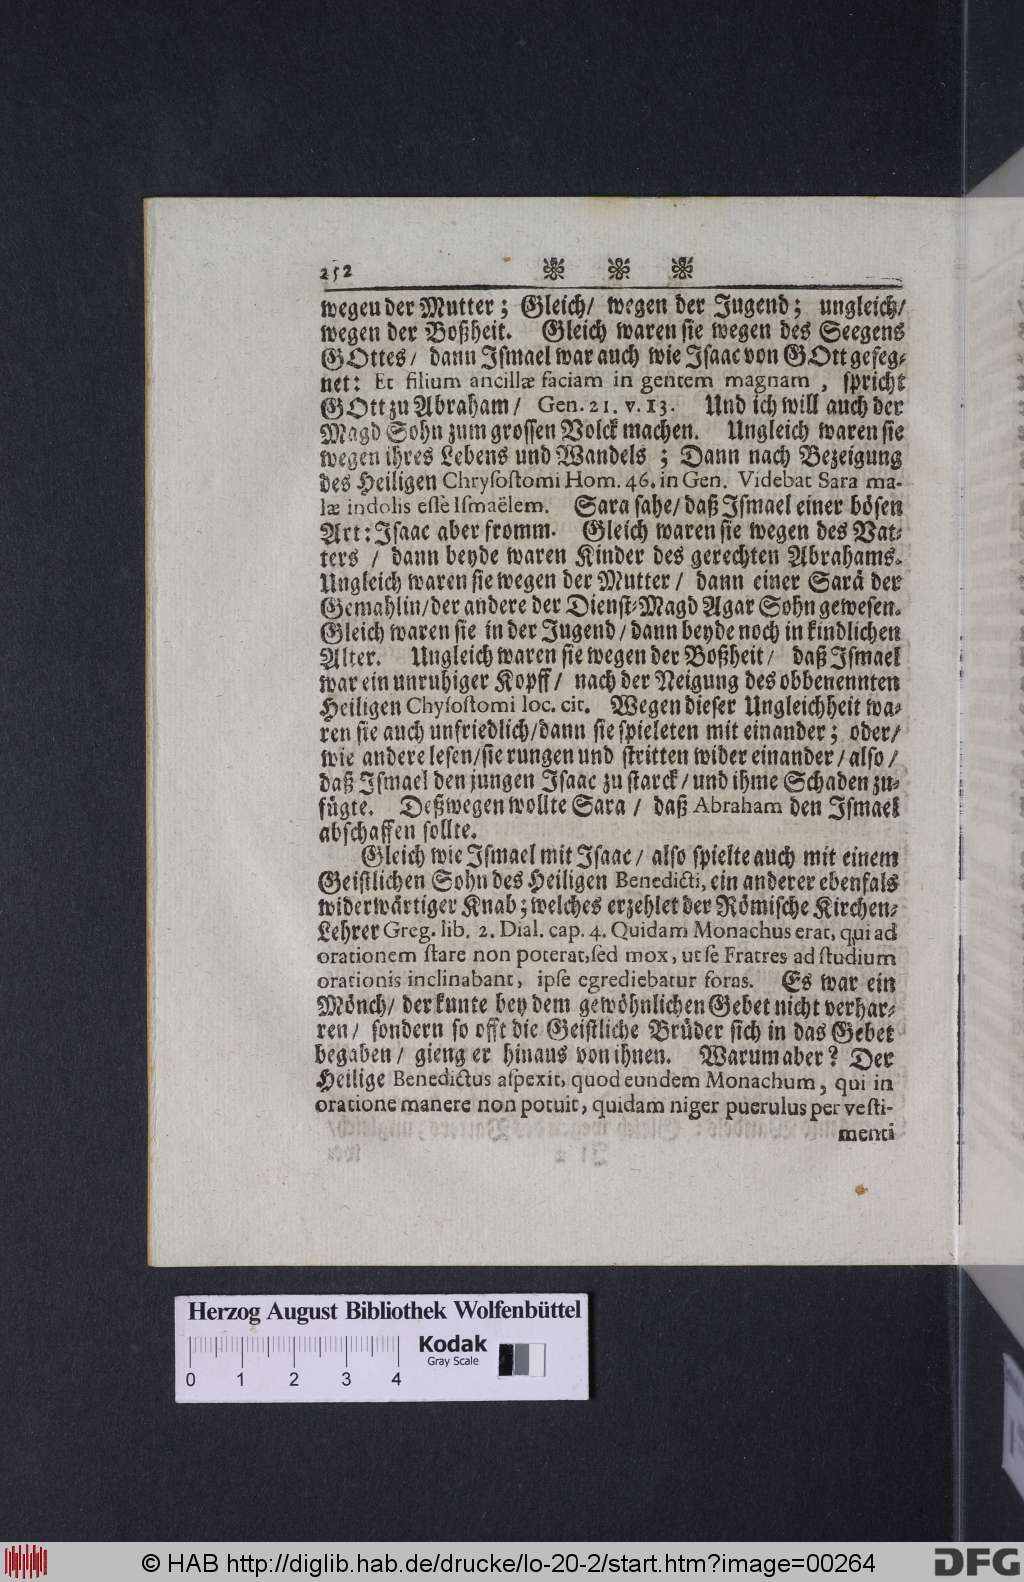 252
wegeu der Mutter; Gleich/ wegen der Jugend; ungleich/
wegen der Boßheit. Gleich waren sie wegen des Seegens
GOttes/ dann Ismael war auch wie Isaac von GOtt geseg-
net: Et filium ancillæ faciam in gentem magnam, spricht
GOtt zu Abraham/ Gen. 21. v. 13. Und ich will auch der
Magd Sohn zum grossen Volck machen. Ungleich waren sie
wegen ihres Lebens und Wandels; Dann nach Bezeigung
des Heiligen Chrysostomi Hom. 46. in Gen. Videbat Sara ma-
læ indolis essè Ismaëlem. Sara sahe/ daß Ismael einer bösen
Art: Isaac aber fromm. Gleich waren sie wegen des Vat-
ters / dann beyde waren Kinder des gerechten Abrahams.
Ungleich waren sie wegen der Mutter / dann einer Sarä der
Gemahlin/ der andere der Dienst-Magd Agar Sohn gewesen.
Gleich waren sie in der Jugend / dann beyde noch in kindlichen
Alter. Ungleich waren sie wegen der Boßheit/ daß Ismael
war ein unruhiger Kopff / nach der Neigung des obbenennten
Heiligen Chysostomi loc. cit. Wegen dieser Ungleichheit wa-
ren sie auch unfriedlich/ dann sie spieleten mit einander; oder/
wie andere lesen/ sie rungen und stritten wider einander / also /
daß Ismael den jungen Isaac zu starck / und ihme Schaden zu-
fügte. Deßwegen wollte Sara / daß Abraham den Ismael
abschaffen sollte.
Gleich wie Ismael mit Isaac/ also spielte auch mit einem
Geistlichen Sohn des Heiligen Benedicti, ein anderer ebenfals
widerwärtiger Knab; welches erzehlet der Römische Kirchen-
Lehrer Greg. lib. 2. Dial. cap. 4. Quidam Monachus erat, qui ad
orationem stare non poterat, sed mox, ut se Fratres ad studium
orationis inclinabant, ipse egrediebatur foras. Es war ein
Mönch/ der kunte bey dem gewöhnlichen Gebet nicht verhar-
ren/ sondern so offt die Geistliche Brüder sich in das Gebet
begaben/ gieng er hinaus von ihnen. Warum aber? Der
Heilige Benedictus aspexit, quod eundem Monachum, qui in
oratione manere non potuit, quidam niger puerulus per vesti-
menti
Herzog August Bibliothek Wolfenbüttel
Kodak
Gray Scale
0 1 2 3 4
© HAB http://diglib.hab.de/drucke/lo-20-2/start.htm?image=00264
DFG